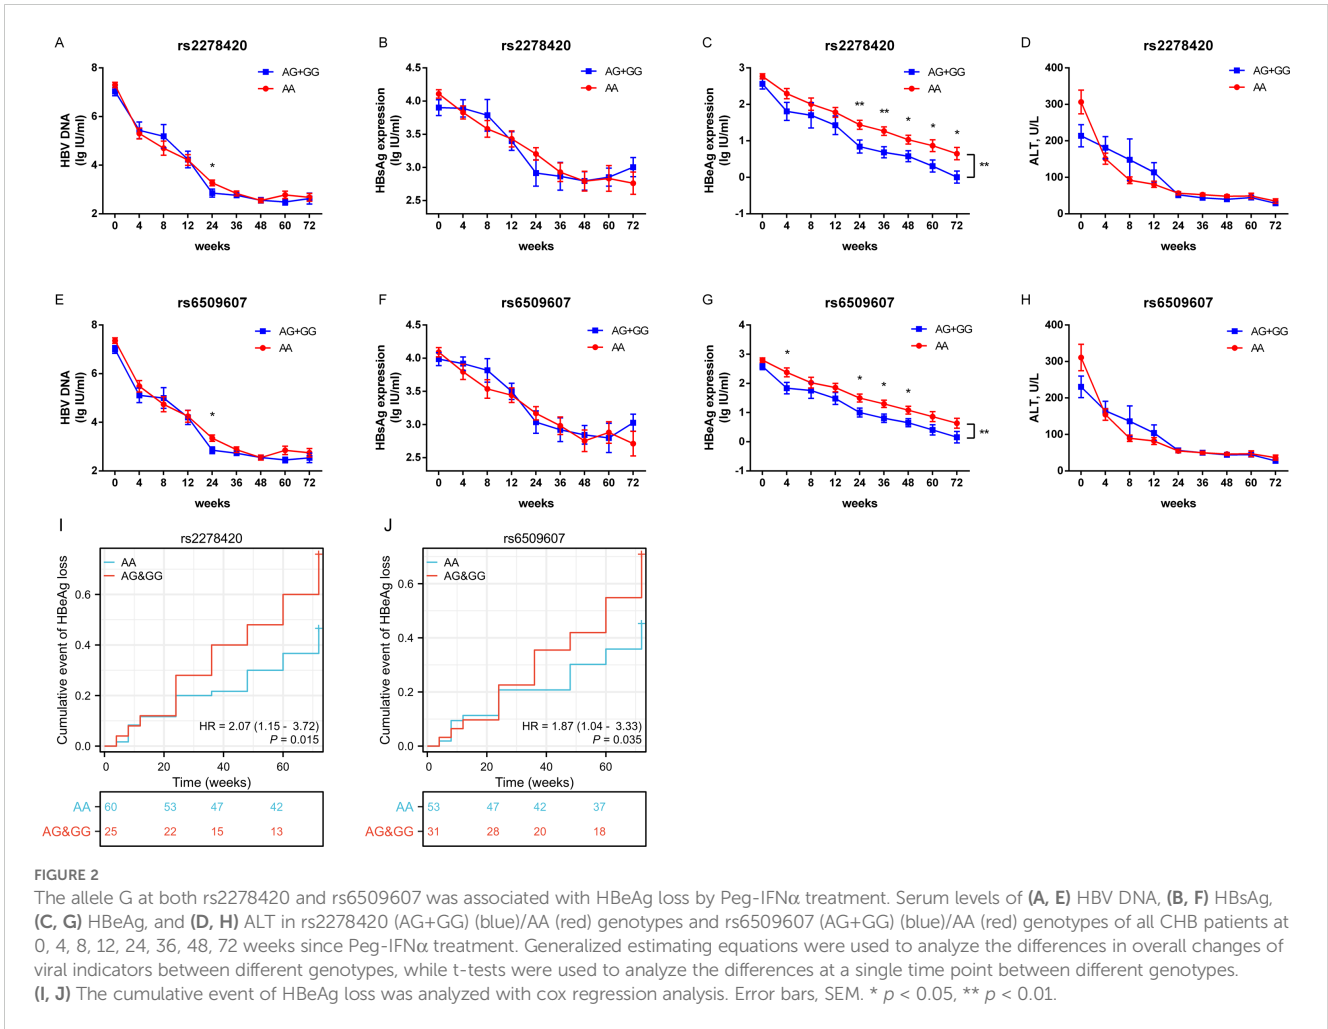 A
rs2278420
HBV DNA
(lg IU/ml)
AG+GG
AA
8
6
4
2
*
0 4 8 12 24 36 48 60 72
weeks
B
rs2278420
HBsAg expression
(lg IU/ml)
AG+GG
AA
4.5
4.0
3.5
3.0
2.5
0 4 8 12 24 36 48 60 72
weeks
C
rs2278420
HBeAg expression
(lg IU/ml)
AG+GG
AA
3
2
1
0
-1
** ** * * *
**
0 4 8 12 24 36 48 60 72
weeks
D
rs2278420
ALT, U/L
AG+GG
AA
400
300
200
100
0
0 4 8 12 24 36 48 60 72
weeks
E
rs6509607
HBV DNA
(lg IU/ml)
AG+GG
AA
8
6
4
2
*
0 4 8 12 24 36 48 60 72
weeks
F
rs6509607
HBsAg expression
(lg IU/ml)
AG+GG
AA
4.5
4.0
3.5
3.0
2.5
0 4 8 12 24 36 48 60 72
weeks
G
rs6509607
HBeAg expression
(lg IU/ml)
AG+GG
AA
4
3
2
1
0
-1
* * * *
**
0 4 8 12 24 36 48 60 72
weeks
H
rs6509607
ALT, U/L
AG+GG
AA
400
300
200
100
0
0 4 8 12 24 36 48 60 72
weeks
I
rs2278420
Cumulative event of HBeAg loss
AA
AG&GG
0.6
0.4
0.2
0.0
HR = 2.07 (1.15 - 3.72)
P = 0.015
0 20 40 60
Time (weeks)
AA 60 53 47 42
AG&GG 25 22 15 13
J
rs6509607
Cumulative event of HBeAg loss
AA
AG&GG
0.6
0.4
0.2
0.0
HR = 1.87 (1.04 - 3.33)
P = 0.035
0 20 40 60
Time (weeks)
AA 53 47 42 37
AG&GG 31 28 20 18
FIGURE 2
The allele G at both rs2278420 and rs6509607 was associated with HBeAg loss by Peg-IFNα treatment. Serum levels of (A, E) HBV DNA, (B, F) HBsAg,
(C, G) HBeAg, and (D, H) ALT in rs2278420 (AG+GG) (blue)/AA (red) genotypes and rs6509607 (AG+GG) (blue)/AA (red) genotypes of all CHB patients at
0, 4, 8, 12, 24, 36, 48, 72 weeks since Peg-IFNα treatment. Generalized estimating equations were used to analyze the differences in overall changes of
viral indicators between different genotypes, while t-tests were used to analyze the differences at a single time point between different genotypes.
(I, J) The cumulative event of HBeAg loss was analyzed with cox regression analysis. Error bars, SEM. * p < 0.05, ** p < 0.01.